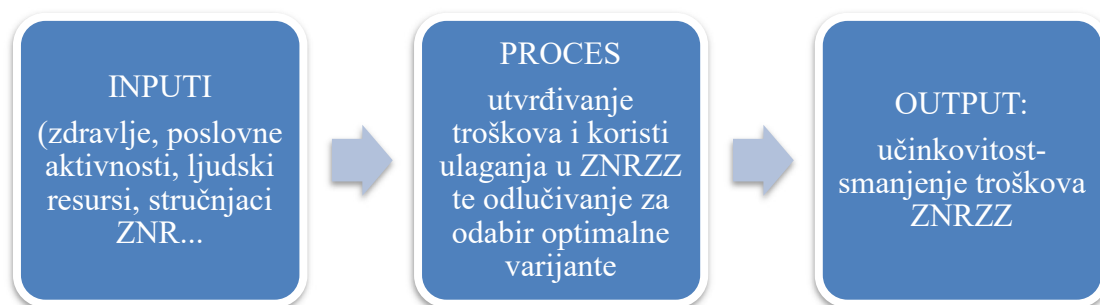 INPUTI
(zdravlje, poslovne
aktivnosti, ljudski
resursi, stručnjaci
ZNR...
PROCES
utvrđivanje
troškova i koristi
ulaganja u ZNRZZ
te odlučivanje za
odabir optimalne
varijante
OUTPUT:
učinkovitost-
smanjenje troškova
ZNRZZ